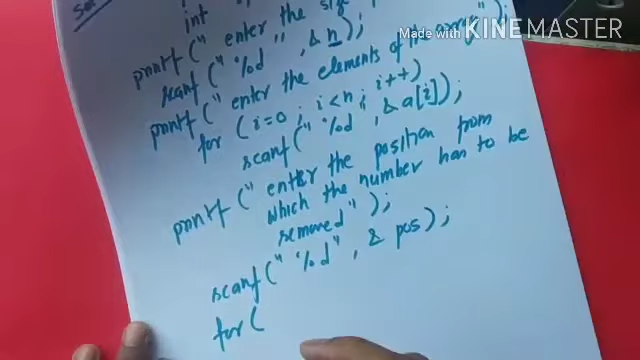 Made with KINEMASTER
int
printf (" enter the size
scanf (" %d ", & n);
printf (" enter the elements of the array");
for (i=0 ; i<n ; i++)
scanf (" %d ", & a[i]);
printf (" enter the position from
which the number has to be
removed " );
scanf (" %d" , & pos);
for (